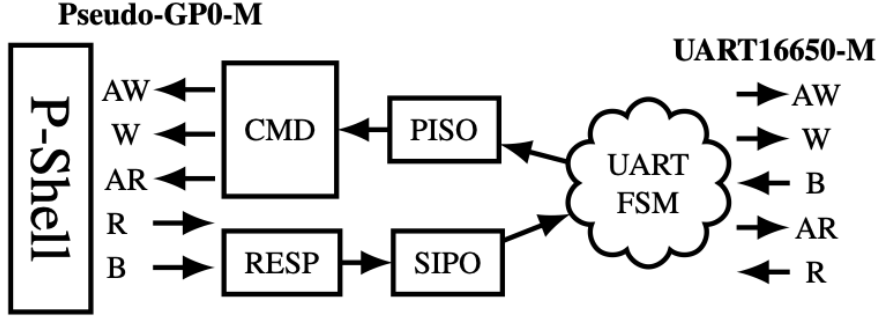 Pseudo-GP0-M
UART16650-M
P-Shell
AW
W
AR
R
B
CMD
PISO
RESP
SIPO
UART
FSM
AW
W
B
AR
R